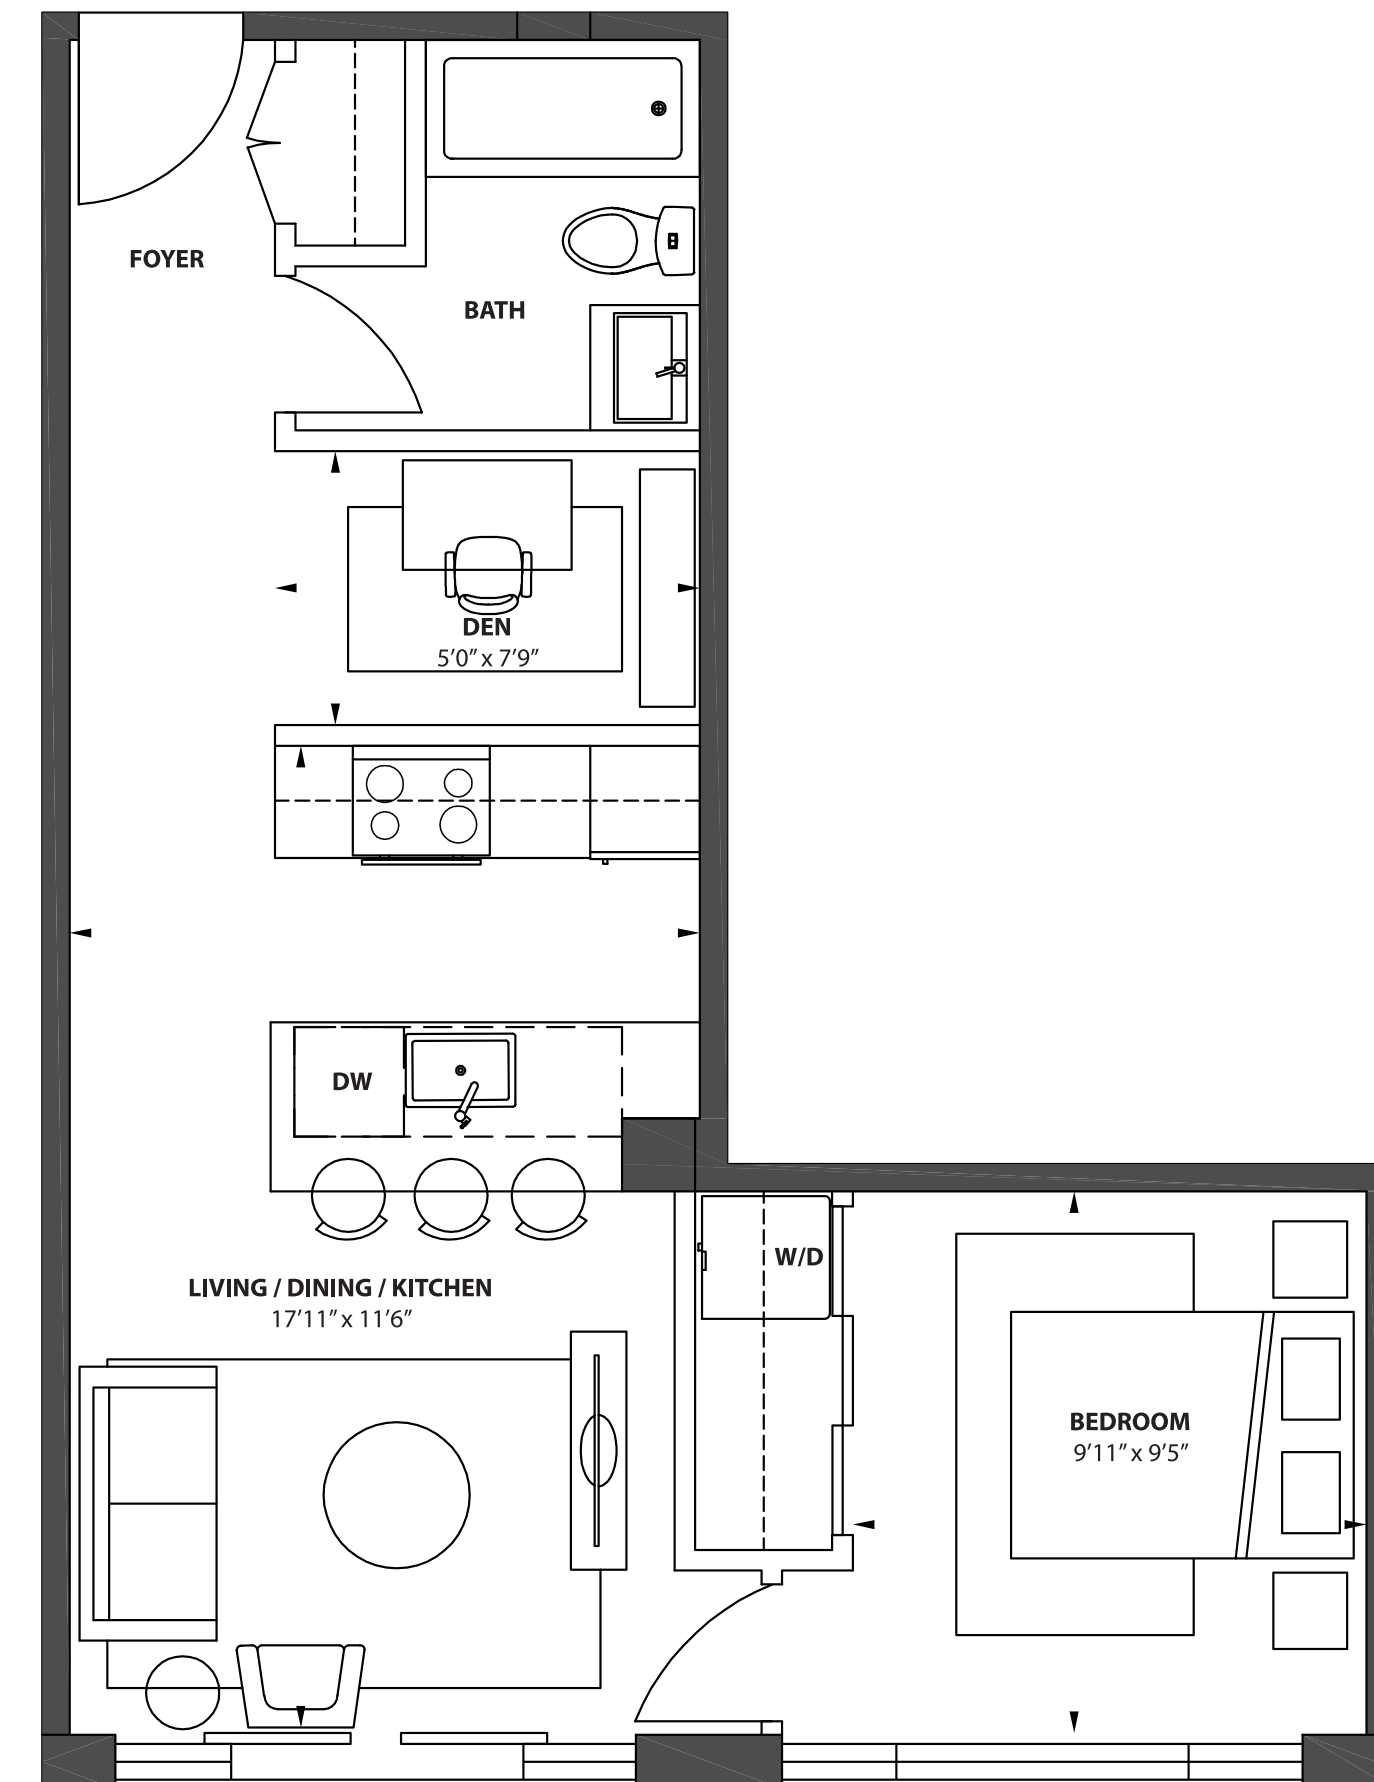 FOYER
BATH
DEN
5’0” x 7’9”
DW
W/D
LIVING / DINING / KITCHEN
17’11” x 11’6”
BEDROOM
9’11” x 9’5”